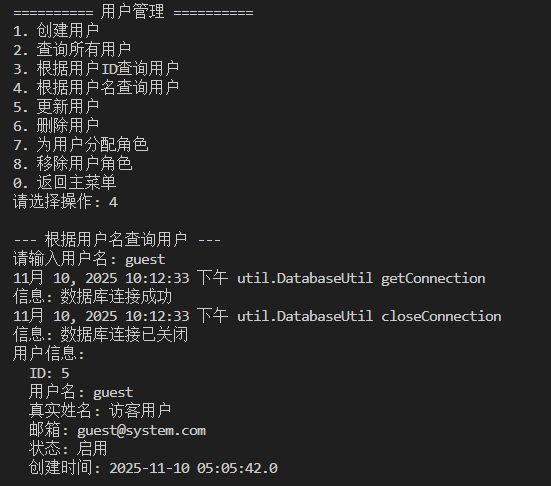 ========== 用户管理 ==========
1. 创建用户
2. 查询所有用户
3. 根据用户ID查询用户
4. 根据用户名查询用户
5. 更新用户
6. 删除用户
7. 为用户分配角色
8. 移除用户角色
0. 返回主菜单
请选择操作: 4

--- 根据用户名查询用户 ---
请输入用户名: guest
11月 10, 2025 10:12:33 下午 util.DatabaseUtil getConnection
信息: 数据库连接成功
11月 10, 2025 10:12:33 下午 util.DatabaseUtil closeConnection
信息: 数据库连接已关闭
用户信息:
  ID: 5
  用户名: guest
  真实姓名: 访客用户
  邮箱: guest@system.com
  状态: 启用
  创建时间: 2025-11-10 05:05:42.0